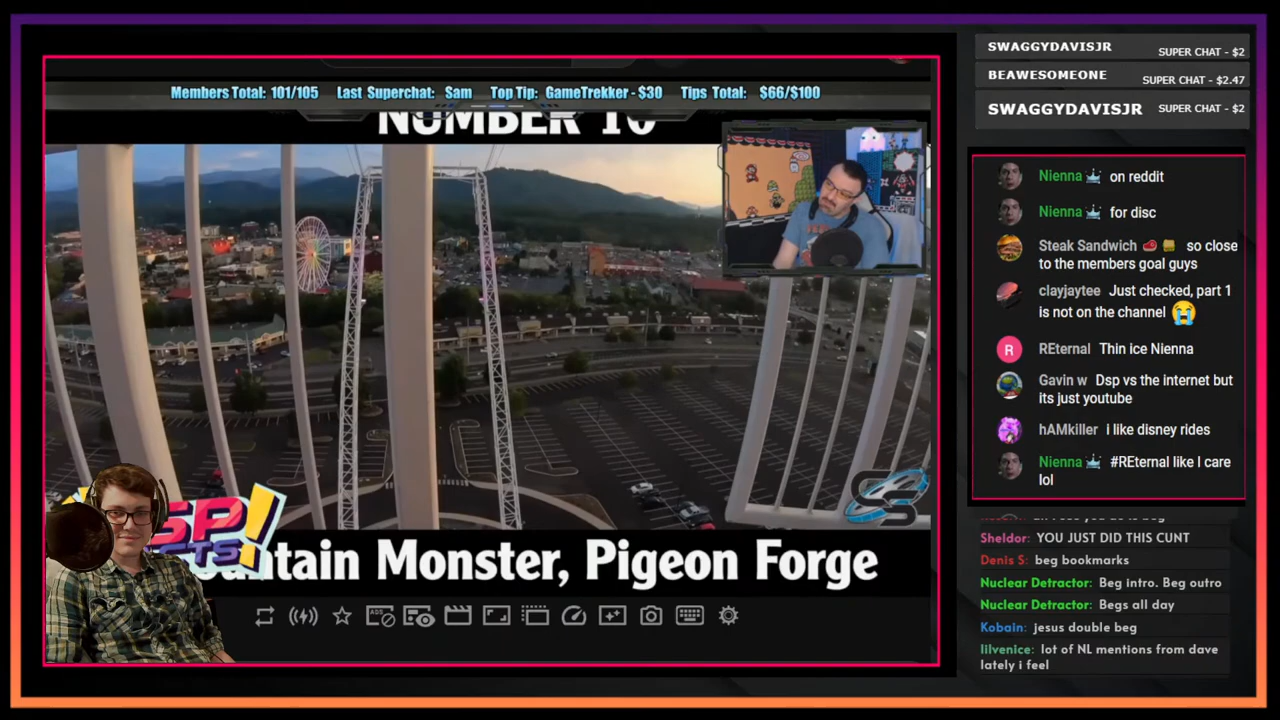 Members Total: 101/105 Last Superchat: Sam Top Tip: GameTrekker - $30 Tips Total: $66/$100
NUMBER 10
SP!
CTS!
untain Monster, Pigeon Forge
SWAGGYDAVISJR SUPER CHAT - $2
BEAWESOMEONE SUPER CHAT - $2.47
SWAGGYDAVISJR SUPER CHAT - $2
Nienna on reddit
Nienna for disc
Steak Sandwich so close
to the members goal guys
clayjaytee Just checked, part 1
is not on the channel
R REternal Thin ice Nienna
Gavin w Dsp vs the internet but
its just youtube
hAMkiller i like disney rides
Nienna #REternal like I care
lol
Sheldor: YOU JUST DID THIS CUNT
Denis S: beg bookmarks
Nuclear Detractor: Beg intro. Beg outro
Nuclear Detractor: Begs all day
Kobain: jesus double beg
lilvenice: lot of NL mentions from dave
lately i feel